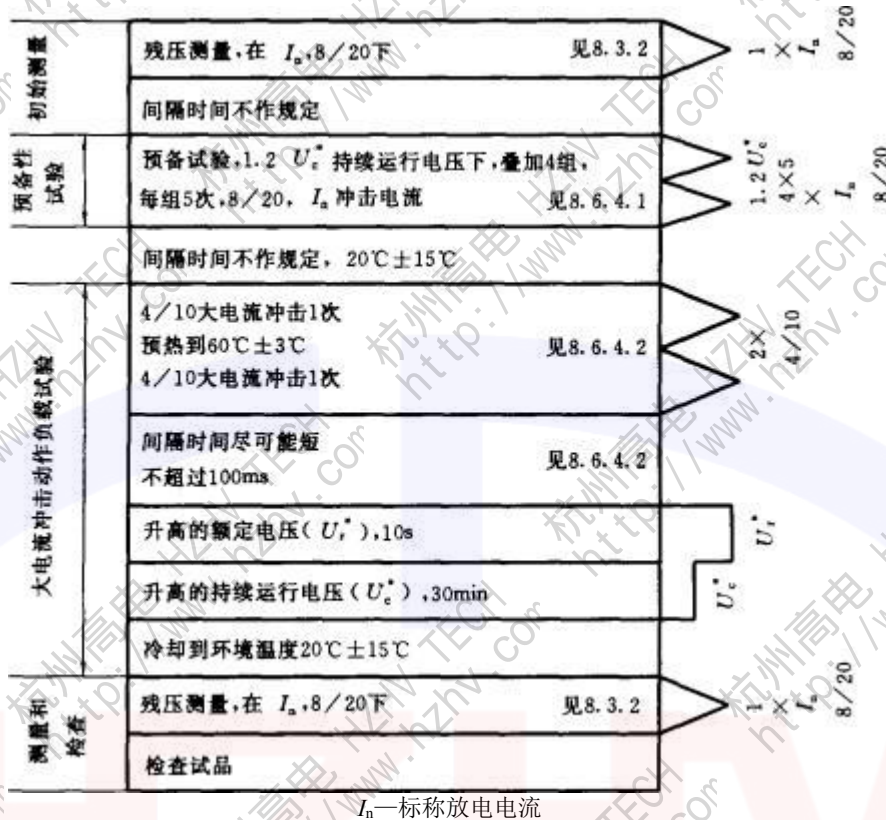 初始测量
残压测量,在 Iₙ,8/20下 见8.3.2
1×Iₙ 8/20
间隔时间不作规定
预备性试验
预备试验,1.2 U꜀* 持续运行电压下,叠加4组,
每组5次,8/20, Iₙ 冲击电流 见8.6.4.1
1.2U꜀* 4×5 × Iₙ 8/20
间隔时间不作规定, 20℃±15℃
大电流冲击动作负载试验
4/10大电流冲击1次
预热到60℃±3℃ 见8.6.4.2
4/10大电流冲击1次
2× 4/10
间隔时间尽可能短
不超过100ms 见8.6.4.2
升高的额定电压( Uᵣ* ),10s
Uᵣ*
升高的持续运行电压(U꜀*),30min
U꜀*
冷却到环境温度20℃±15℃
测量和检查
残压测量,在 Iₙ,8/20下 见8.3.2
1×Iₙ 8/20
检查试品
Iₙ—标称放电电流
杭州高电 HZHV TECH
http://www.hzhv.com